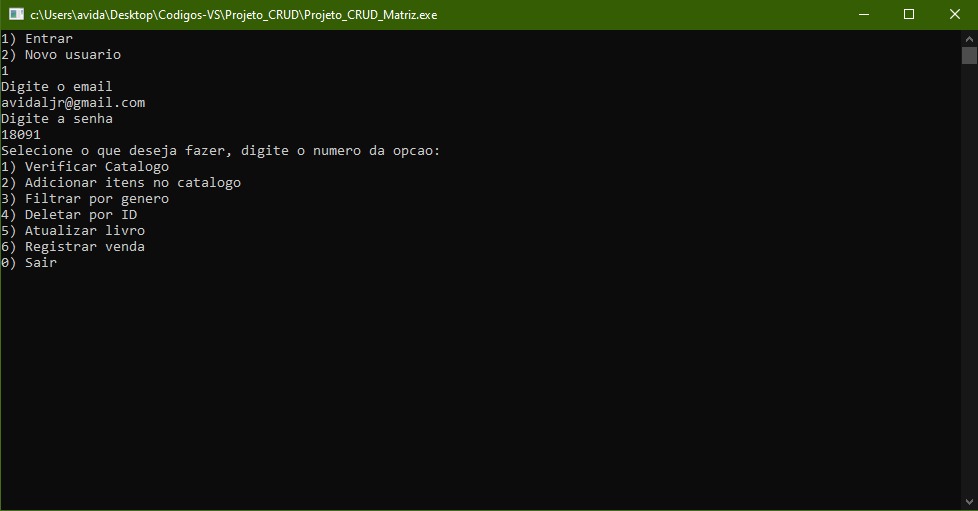 c:\Users\avida\Desktop\Codigos-VS\Projeto_CRUD\Projeto_CRUD_Matriz.exe
1) Entrar
2) Novo usuario
1
Digite o email
avidaljr@gmail.com
Digite a senha
18091
Selecione o que deseja fazer, digite o numero da opcao:
1) Verificar Catalogo
2) Adicionar itens no catalogo
3) Filtrar por genero
4) Deletar por ID
5) Atualizar livro
6) Registrar venda
0) Sair